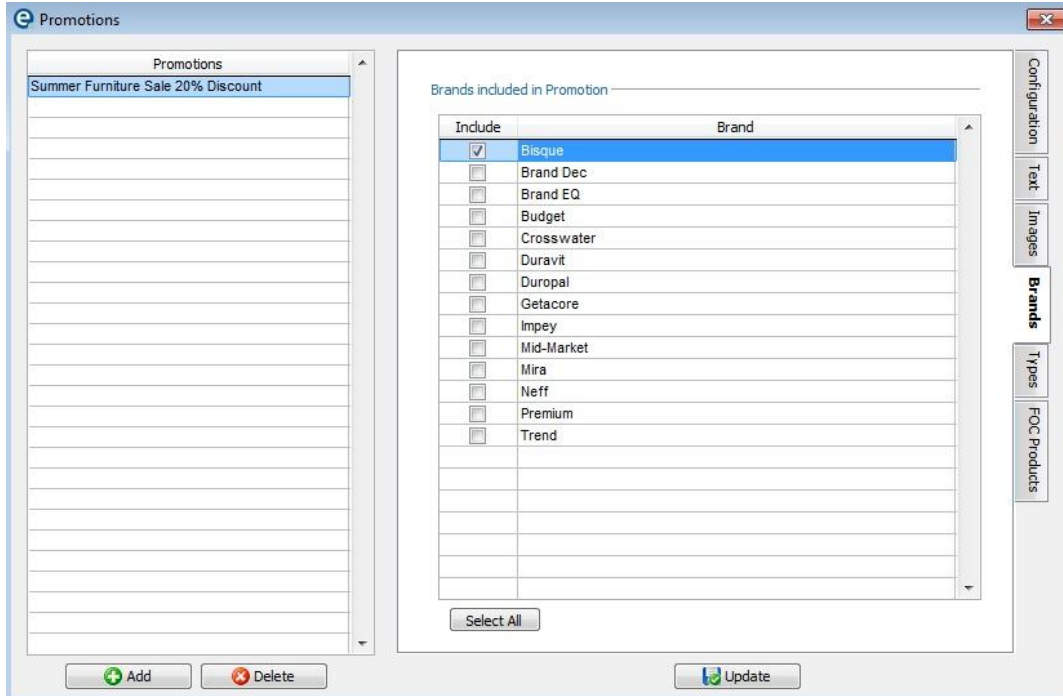 Promotions
Promotions
Summer Furniture Sale 20% Discount
Add
Delete
Brands included in Promotion
Include Brand
Bisque
Brand Dec
Brand EQ
Budget
Crosswater
Duravit
Duropal
Getacore
Impey
Mid-Market
Mira
Neff
Premium
Trend
Select All
Update
Configuration
Text
Images
Brands
Types
FOC Products